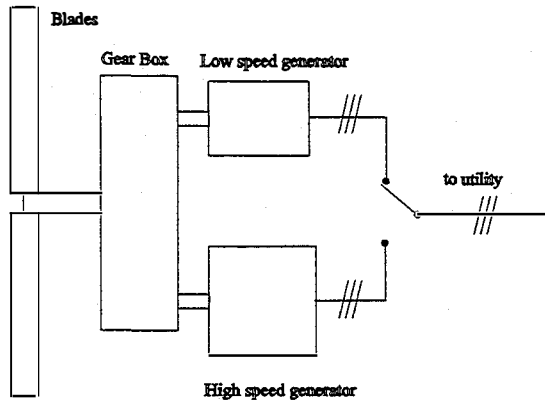 Blades
Gear Box
Low speed generator
to utility
High speed generator